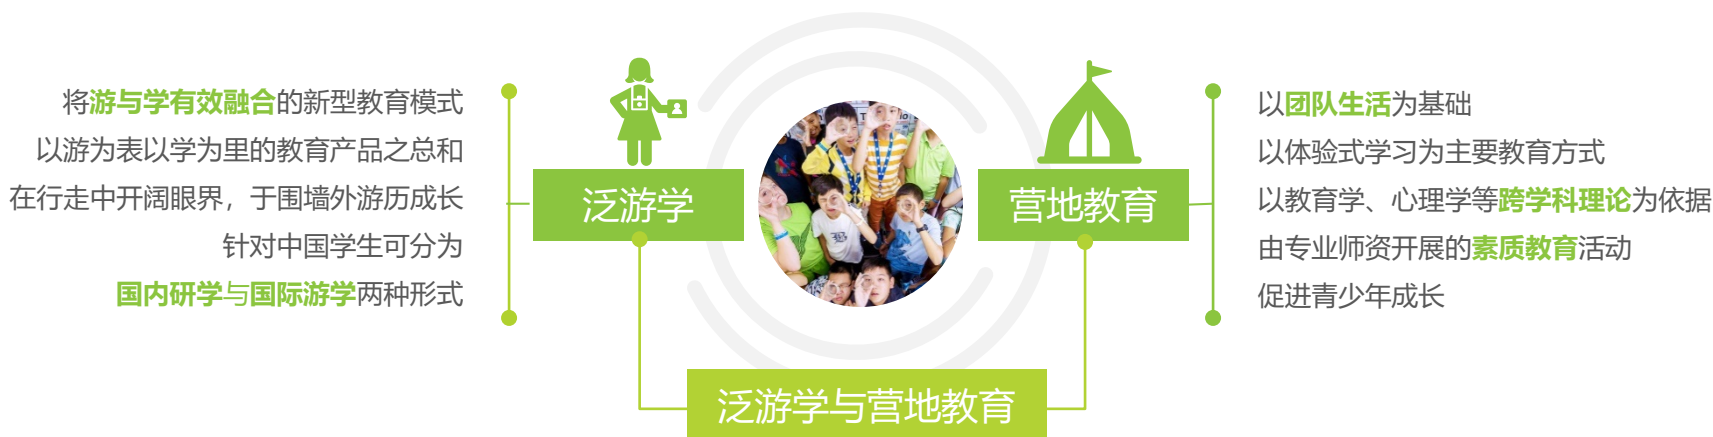 将游与学有效融合的新型教育模式
以游为表以学为里的教育产品之总和
在行走中开阔眼界，于围墙外游历成长
针对中国学生可分为
国内研学与国际游学两种形式
泛游学
营地教育
以团队生活为基础
以体验式学习为主要教育方式
以教育学、心理学等跨学科理论为依据
由专业师资开展的素质教育活动
促进青少年成长
泛游学与营地教育